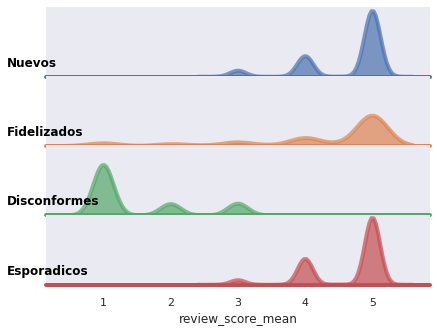 Nuevos
Fidelizados
Disconformes
Esporadicos
1 2 3 4 5
review_score_mean